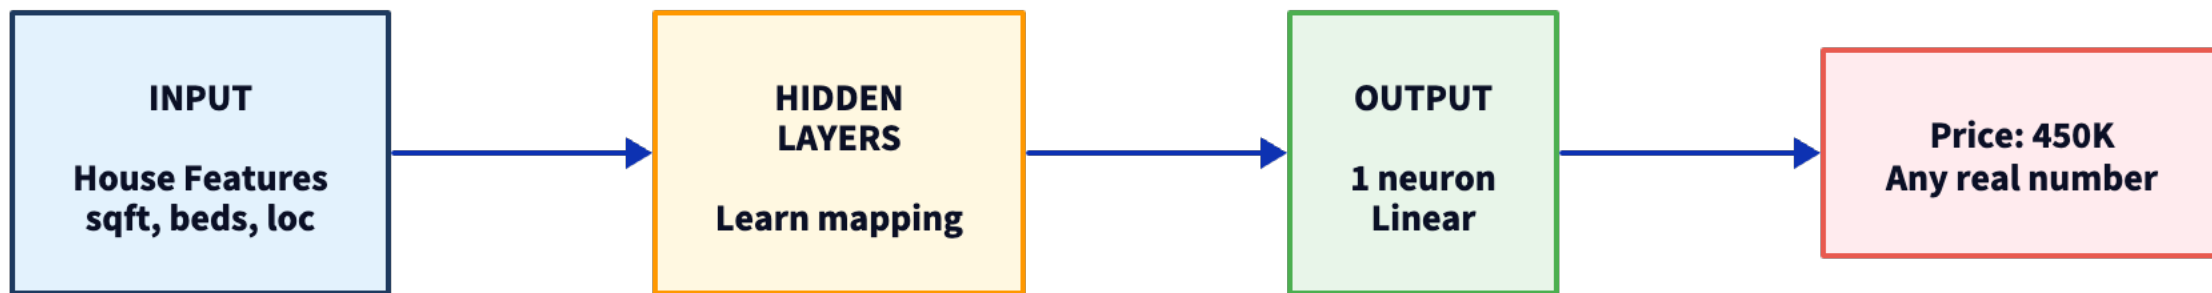 INPUT
House Features
sqft, beds, loc
HIDDEN
LAYERS
Learn mapping
OUTPUT
1 neuron
Linear
Price: 450K
Any real number